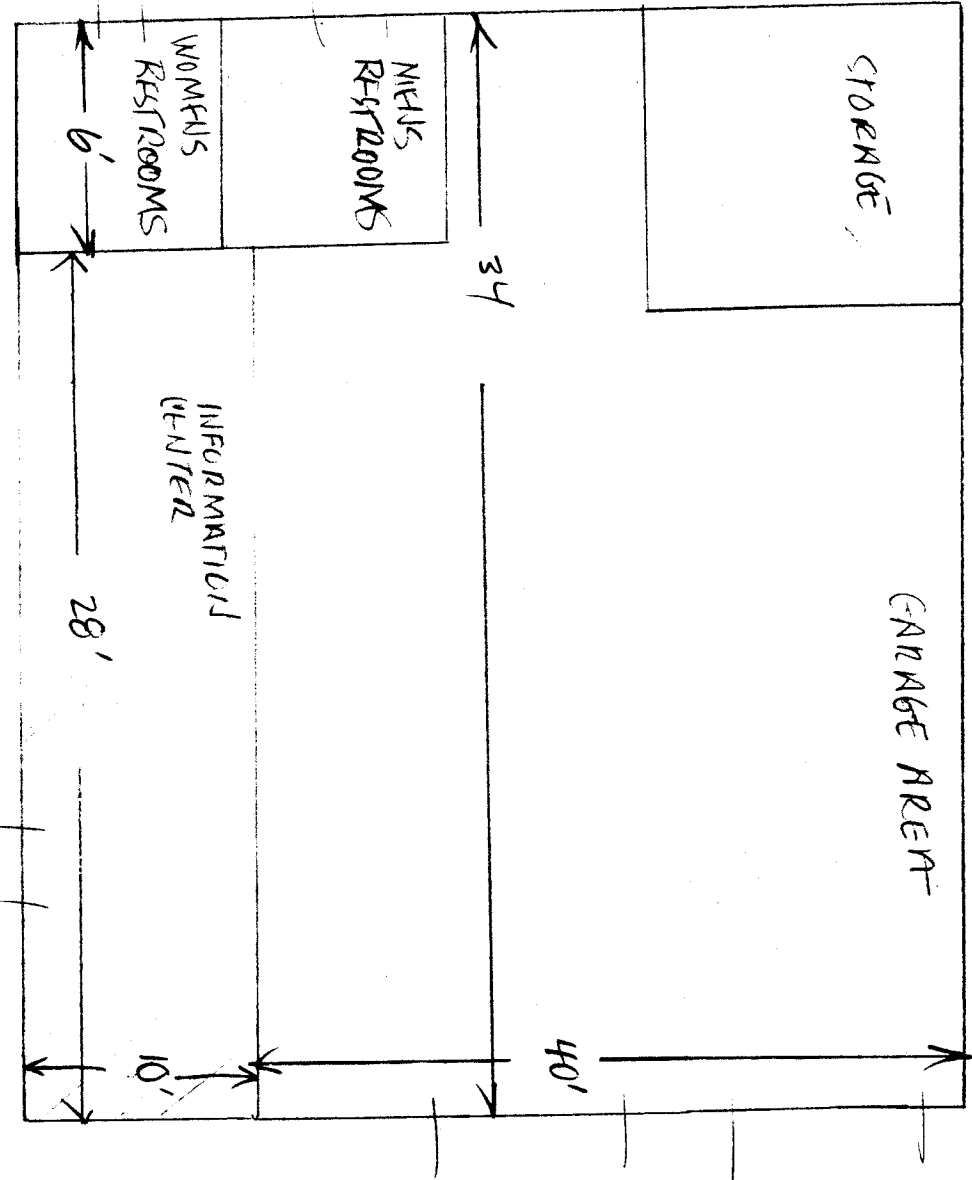 STORAGE
GARAGE AREA
40'
34
MENS
RESTROOMS
WOMENS
RESTROOMS
6'
INFORMATION
CENTER
28'
10'